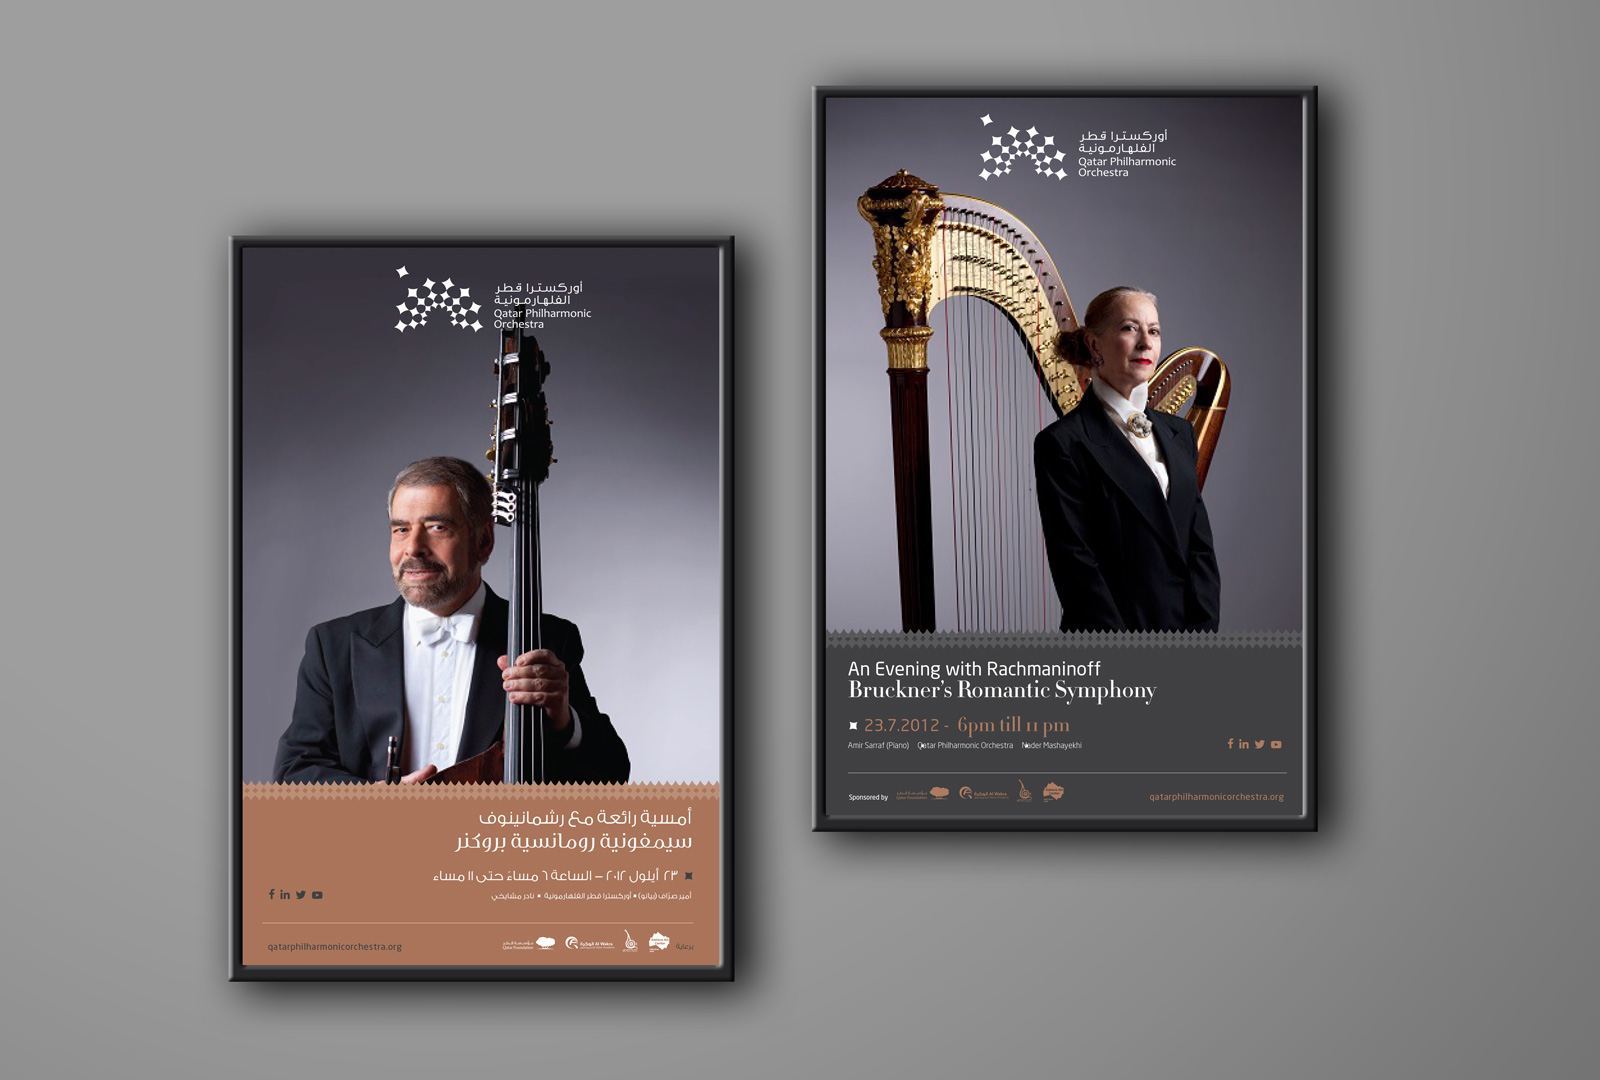 أوركسترا قطر
الفلهارمونية
Qatar Philharmonic
Orchestra
أمسية رائعة مع رشمانينوف
سيمفونية رومانسية بروكنر
٢٣ أيلول ٢٠١٢ – الساعة ٦ مساءً حتى ١١ مساء
أمير صرّاف (بيانو) • أوركسترا قطر الفلهارمونية • نادر مشايخي
qatarphilharmonicorchestra.org
برعاية
أوركسترا قطر
الفلهارمونية
Qatar Philharmonic
Orchestra
An Evening with Rachmaninoff
Bruckner's Romantic Symphony
23.7.2012 - 6pm till 11 pm
Amir Sarraf (Piano) Qatar Philharmonic Orchestra Nader Mashayekhi
Sponsored by
qatarphilharmonicorchestra.org